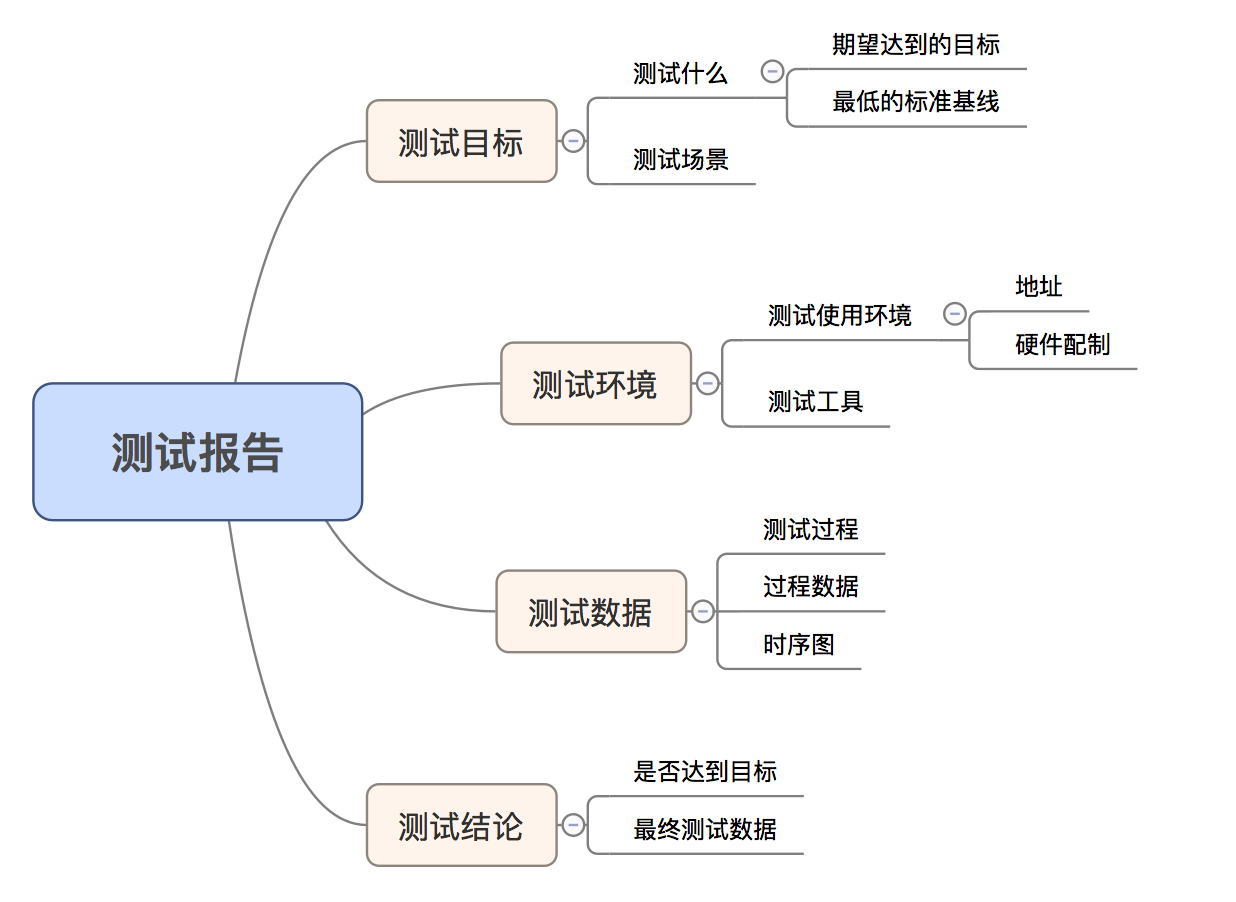 测试报告
测试目标
测试什么
期望达到的目标
最低的标准基线
测试场景
测试环境
测试使用环境
地址
硬件配制
测试工具
测试数据
测试过程
过程数据
时序图
测试结论
是否达到目标
最终测试数据